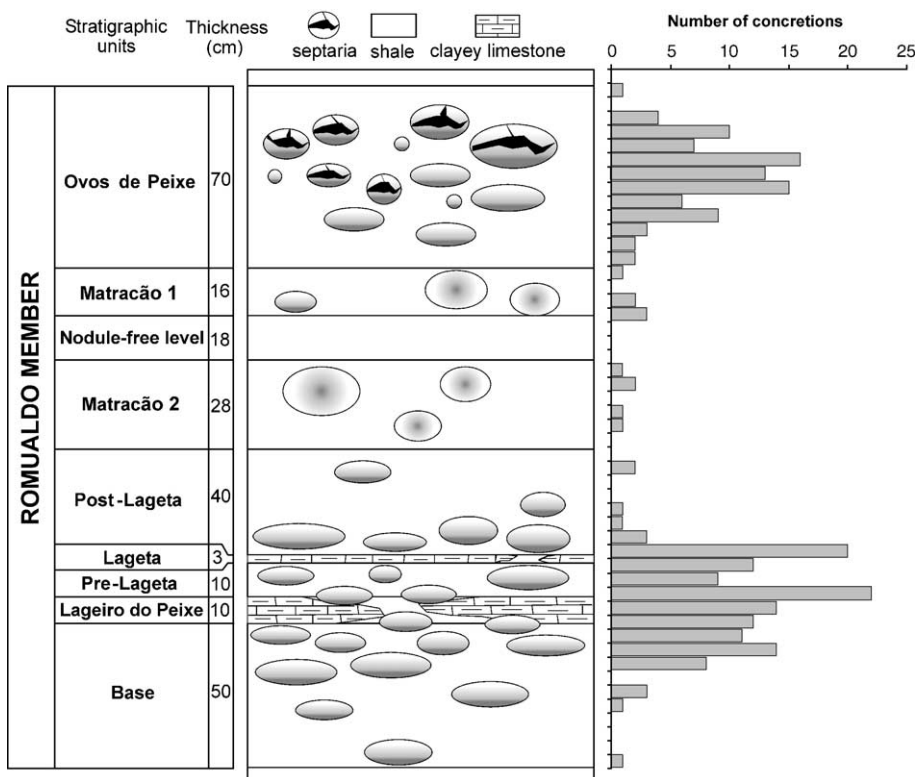 Stratigraphic units
Thickness (cm)
septaria
shale
clayey limestone
Number of concretions
0 5 10 15 20 25
ROMUALDO MEMBER
Ovos de Peixe 70
Matracão 1 16
Nodule-free level 18
Matracão 2 28
Post-Lageta 40
Lageta 3
Pre-Lageta 10
Lageiro do Peixe 10
Base 50